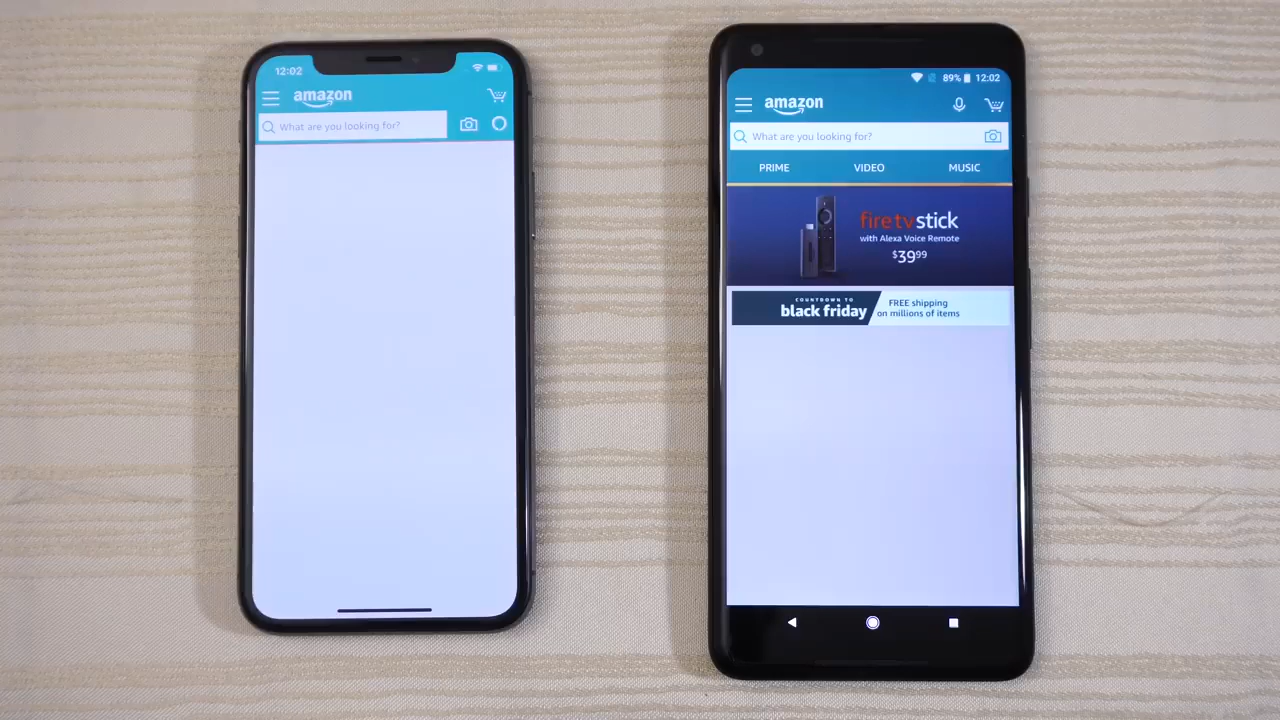 12:02
amazon
What are you looking for?
89% 12:02
amazon
What are you looking for?
PRIME VIDEO MUSIC
fire tv stick
with Alexa Voice Remote
$39 99
COUNTDOWN TO
black friday
FREE shipping
on millions of items